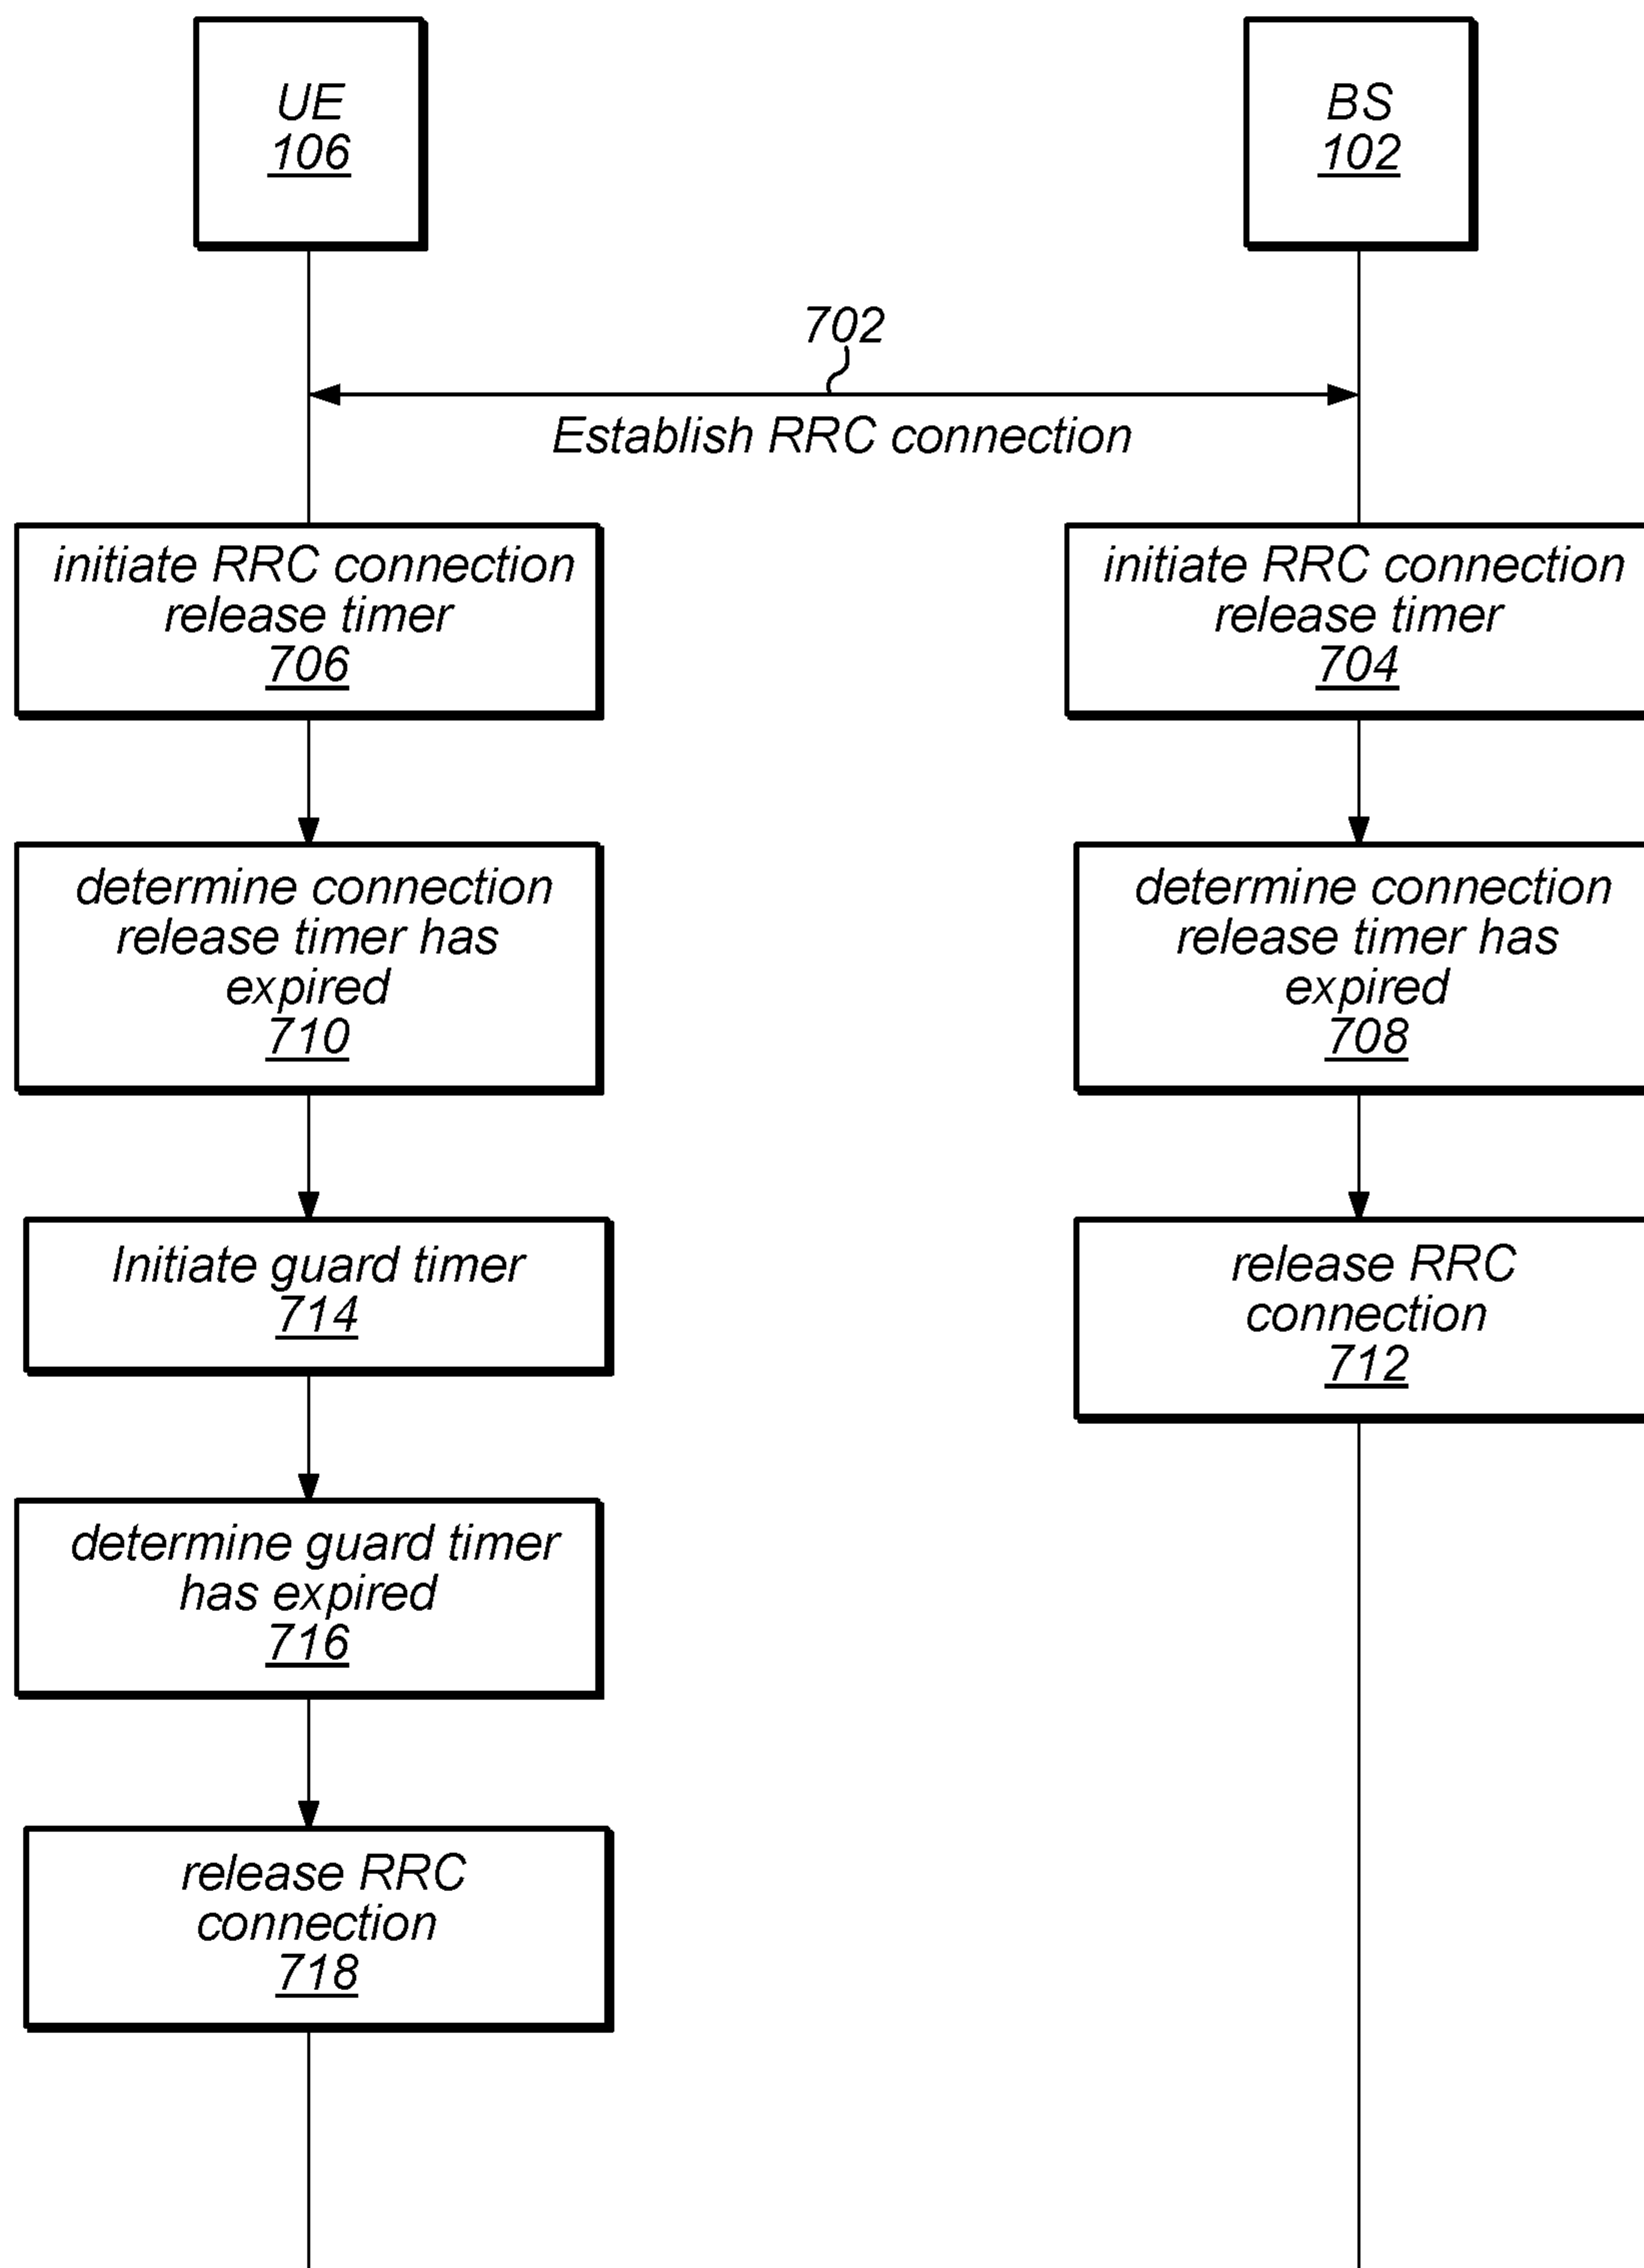 UE
106
BS
102
702
Establish RRC connection
initiate RRC connection
release timer
706
initiate RRC connection
release timer
704
determine connection
release timer has
expired
710
determine connection
release timer has
expired
708
Initiate guard timer
714
release RRC
connection
712
determine guard timer
has expired
716
release RRC
connection
718